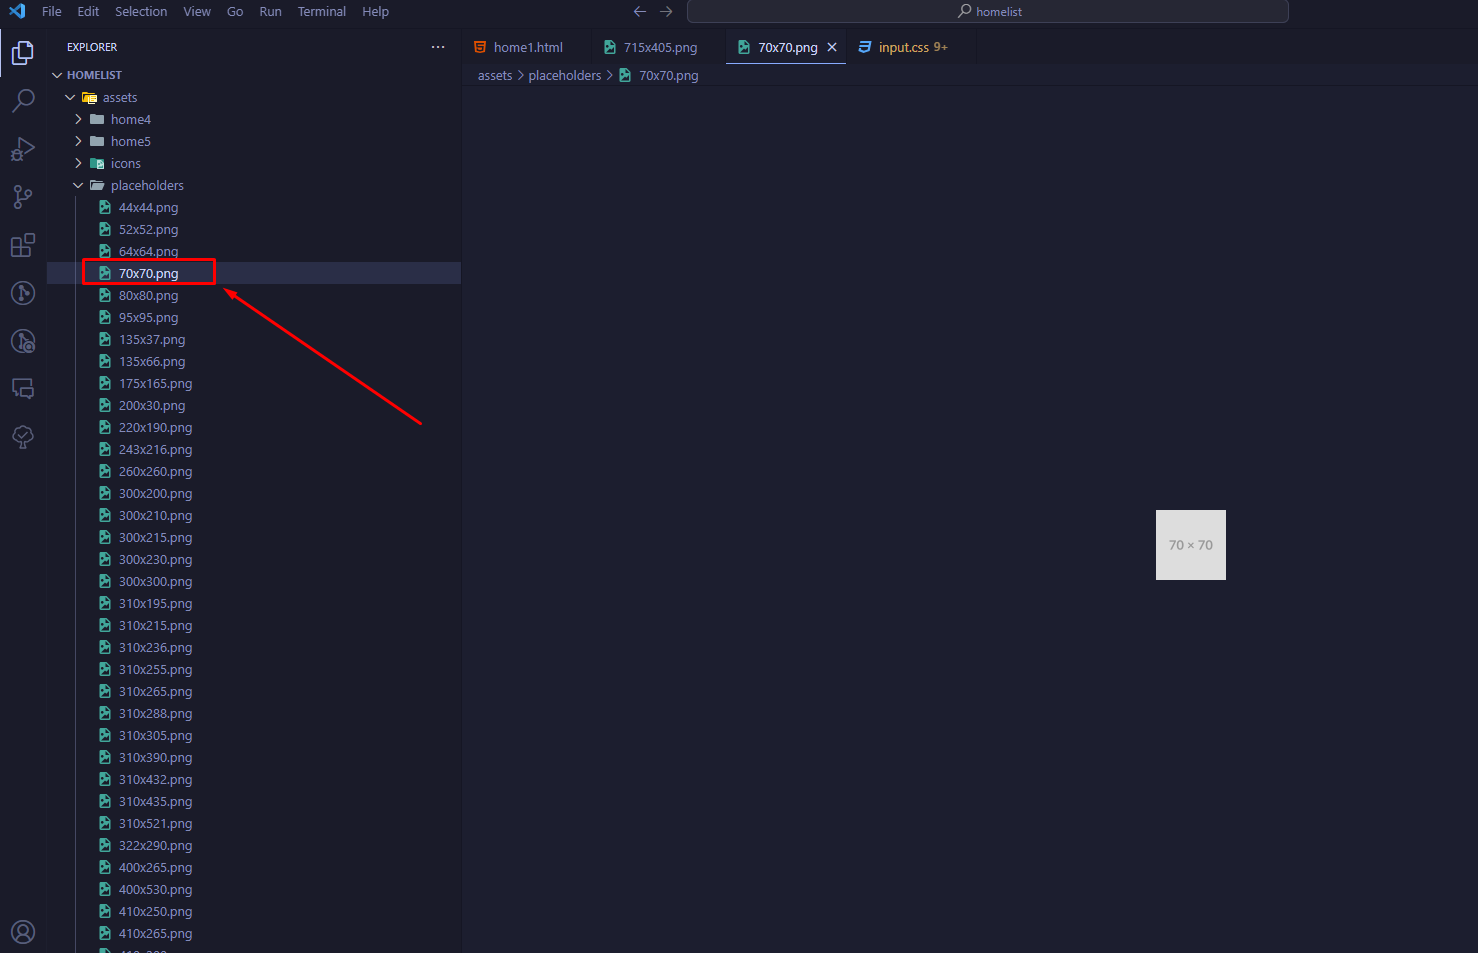 File Edit Selection View Go Run Terminal Help
homelist
EXPLORER
HOMELIST
assets
home4
home5
icons
placeholders
44x44.png
52x52.png
64x64.png
70x70.png
80x80.png
95x95.png
135x37.png
135x66.png
175x165.png
200x30.png
220x190.png
243x216.png
260x260.png
300x200.png
300x210.png
300x215.png
300x230.png
300x300.png
310x195.png
310x215.png
310x236.png
310x255.png
310x265.png
310x288.png
310x305.png
310x390.png
310x432.png
310x435.png
310x521.png
322x290.png
400x265.png
400x530.png
410x250.png
410x265.png
home1.html 715x405.png 70x70.png input.css 9+
assets placeholders 70x70.png
70 × 70